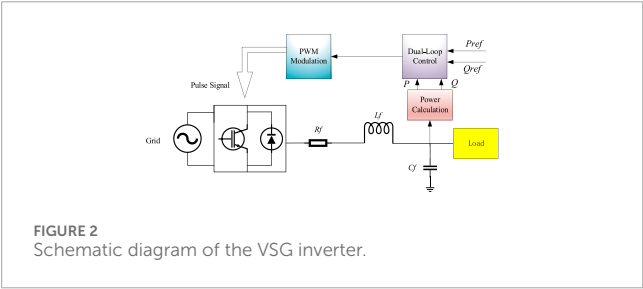 PWM
Modulation
Dual-Loop
Control
Pref
Qref
P
Q
Pulse Signal
Power
Calculation
Grid
Rf
Lf
Load
Cf
FIGURE 2
Schematic diagram of the VSG inverter.